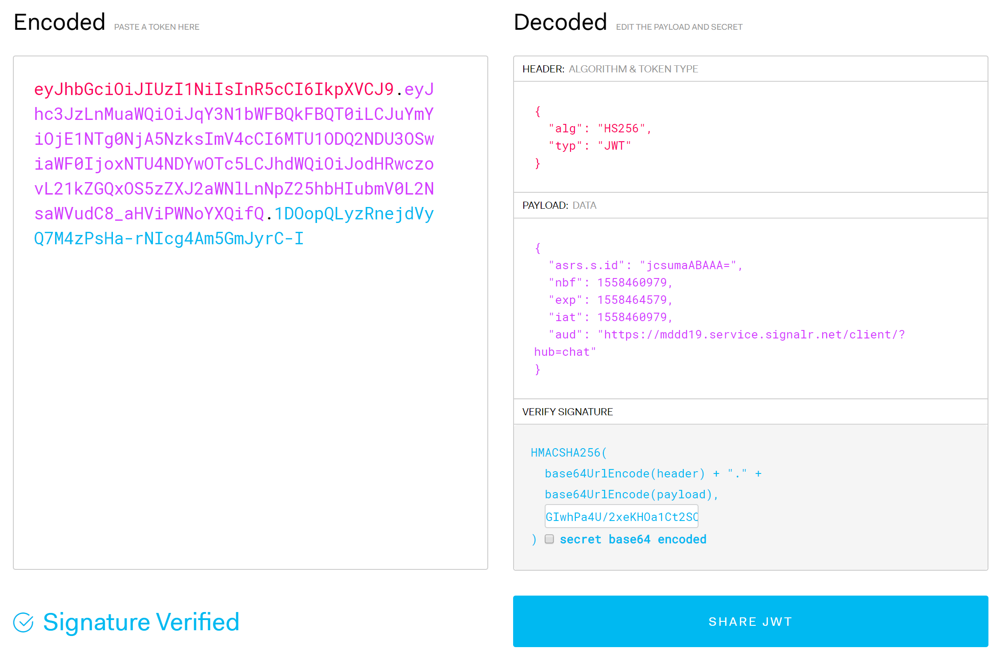 Encoded PASTE A TOKEN HERE
eyJhbGciOiJIUzI1NiIsInR5cCI6IkpXVCJ9.eyJ
hc3JzLnMuaWQiOiJqY3N1bWFBQkFBQT0iLCJuYmY
iOjE1NTg0NjA5NzksImV4cCI6MTU1ODQ2NDU3OSw
iaWF0IjoxNTU4NDYwOTc5LCJhdWQiOiJodHRwczo
vL21kZGQxOS5zZXJ2aWNlLnNpZ25hbHIubmV0L2N
saWVudC8_aHViPWNoYXQifQ.1DOopQLyzRnejdVy
Q7M4zPsHa-rNIcg4Am5GmJyrC-I
Signature Verified
Decoded EDIT THE PAYLOAD AND SECRET
HEADER: ALGORITHM & TOKEN TYPE
{
"alg": "HS256",
"typ": "JWT"
}
PAYLOAD: DATA
{
"asrs.s.id": "jcsumaABAAA=",
"nbf": 1558460979,
"exp": 1558464579,
"iat": 1558460979,
"aud": "https://mddd19.service.signalr.net/client/?
hub=chat"
}
VERIFY SIGNATURE
HMACSHA256(
base64UrlEncode(header) + "." +
base64UrlEncode(payload),
GIwhPa4U/2xeKHOa1Ct2SC
) secret base64 encoded
SHARE JWT